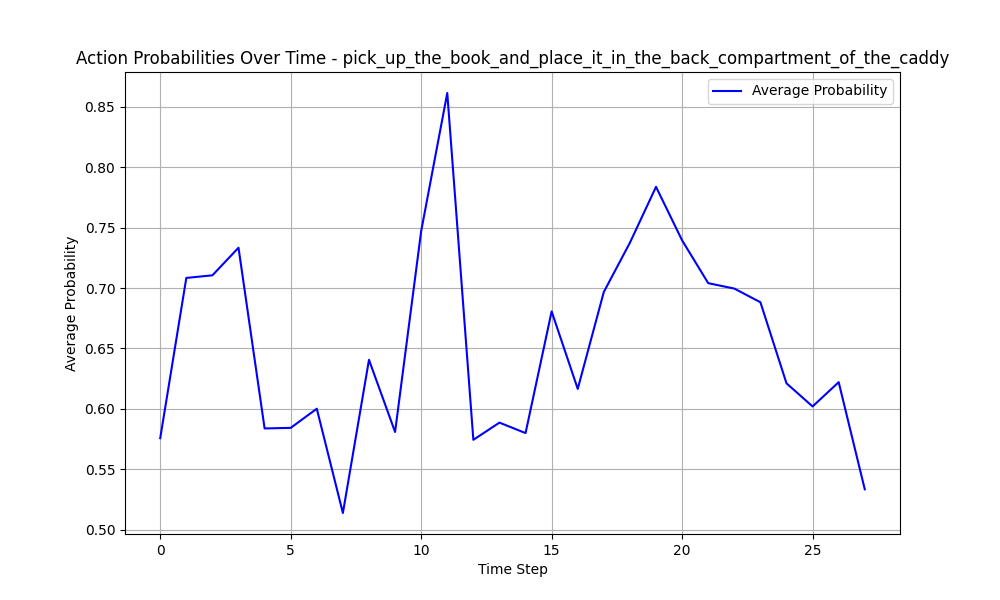 Action Probabilities Over Time - pick_up_the_book_and_place_it_in_the_back_compartment_of_the_caddy
Average Probability
0.85
0.80
0.75
0.70
0.65
0.60
0.55
0.50
Average Probability
0 5 10 15 20 25
Time Step